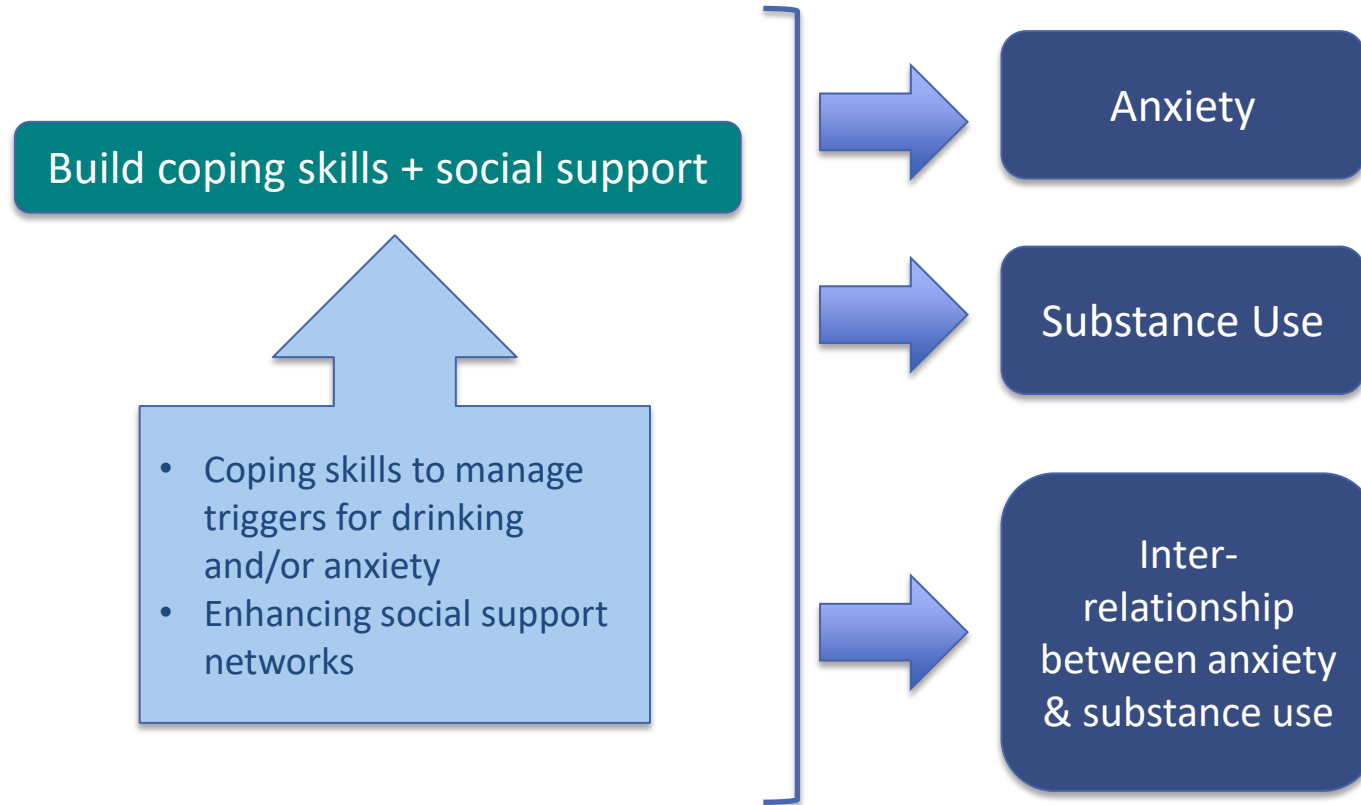 Build coping skills + social support
• Coping skills to manage
triggers for drinking
and/or anxiety
• Enhancing social support
networks
Anxiety
Substance Use
Inter-
relationship
between anxiety
& substance use